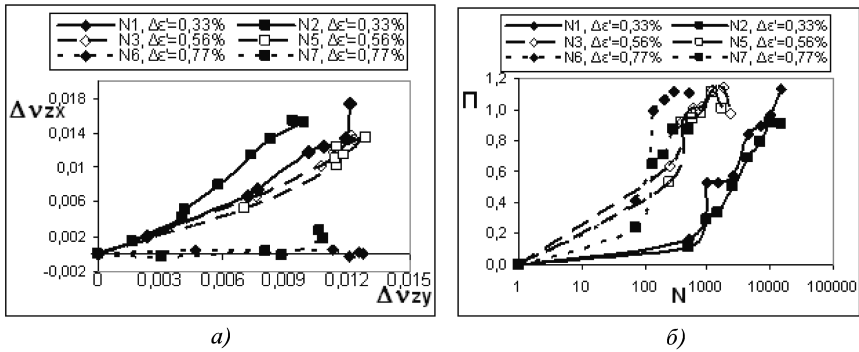 N1, Δε'=0,33% N2, Δε'=0,33%
N3, Δε'=0,56% N5, Δε'=0,56%
N6, Δε'=0,77% N7, Δε'=0,77%
Δνzx
0,018
0,014
0,01
0,006
0,002
-0,002
0 0,003 0,006 0,009 0,012 0,015
Δνzy
а)
N1, Δε'=0,33% N2, Δε'=0,33%
N3, Δε'=0,56% N5, Δε'=0,56%
N6, Δε'=0,77% N7, Δε'=0,77%
П
1,2
1,0
0,8
0,6
0,4
0,2
0,0
1 10 100 1000 10000 100000
N
б)